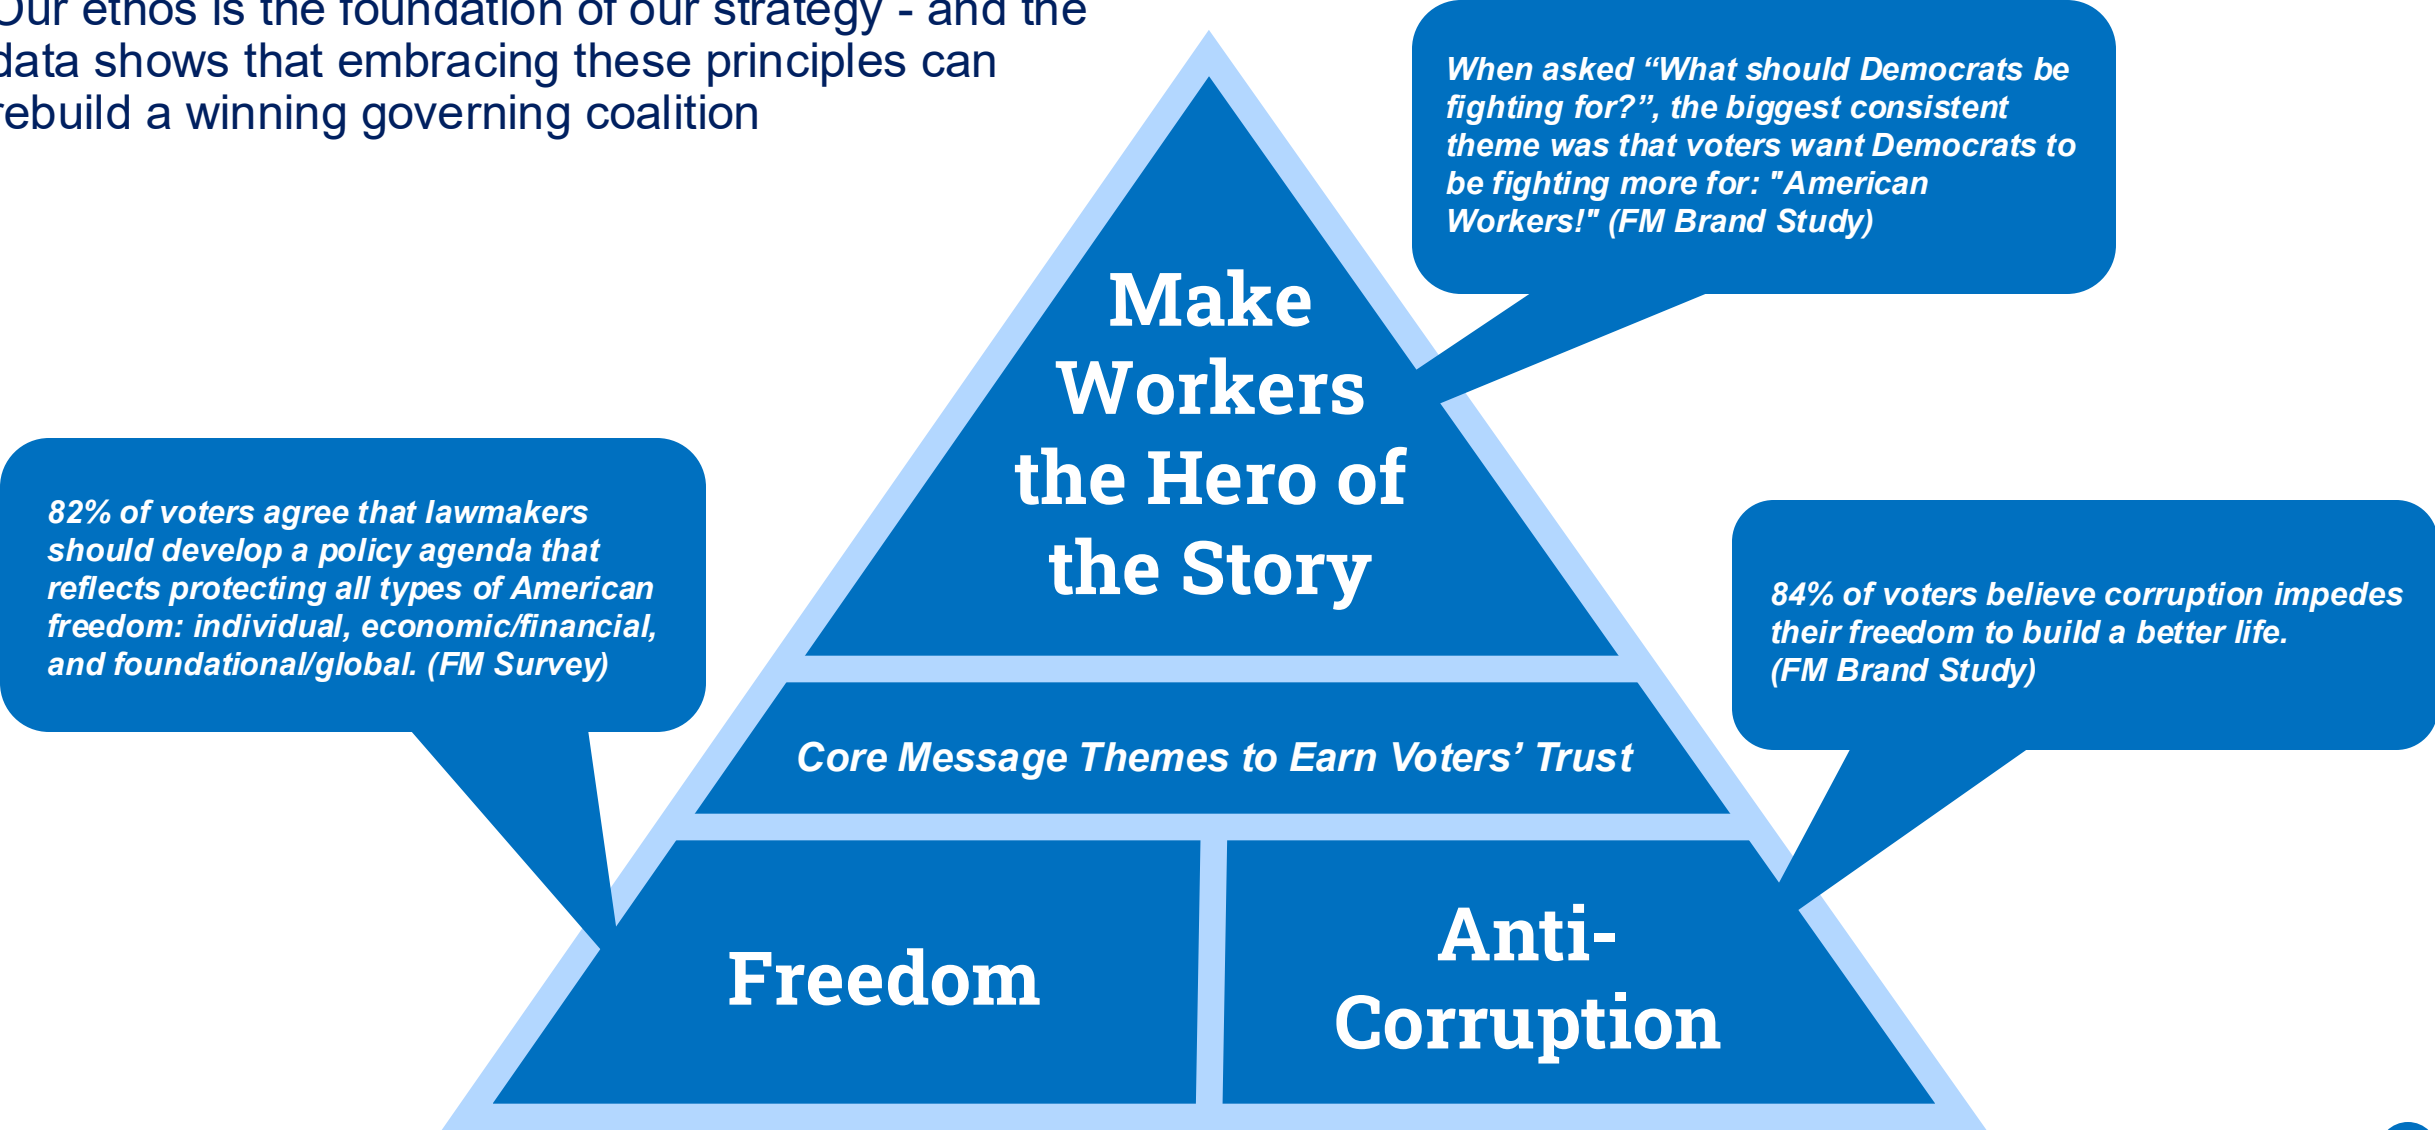 Our ethos is the foundation of our strategy - and the
data shows that embracing these principles can
rebuild a winning governing coalition
When asked “What should Democrats be
fighting for?”, the biggest consistent
theme was that voters want Democrats to
be fighting more for: "American
Workers!" (FM Brand Study)
Make
Workers
the Hero of
the Story
82% of voters agree that lawmakers
should develop a policy agenda that
reflects protecting all types of American
freedom: individual, economic/financial,
and foundational/global. (FM Survey)
84% of voters believe corruption impedes
their freedom to build a better life.
(FM Brand Study)
Core Message Themes to Earn Voters’ Trust
Freedom
Anti-
Corruption